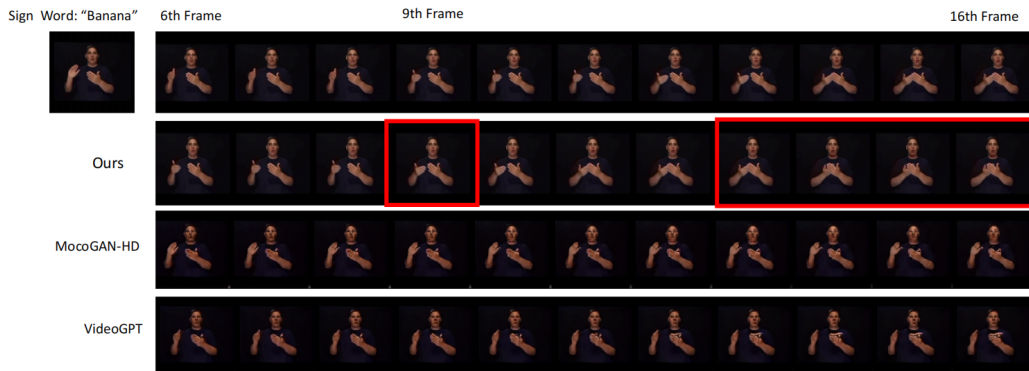 Sign Word: “Banana” 6th Frame 9th Frame 16th Frame
Ours
MocoGAN-HD
VideoGPT